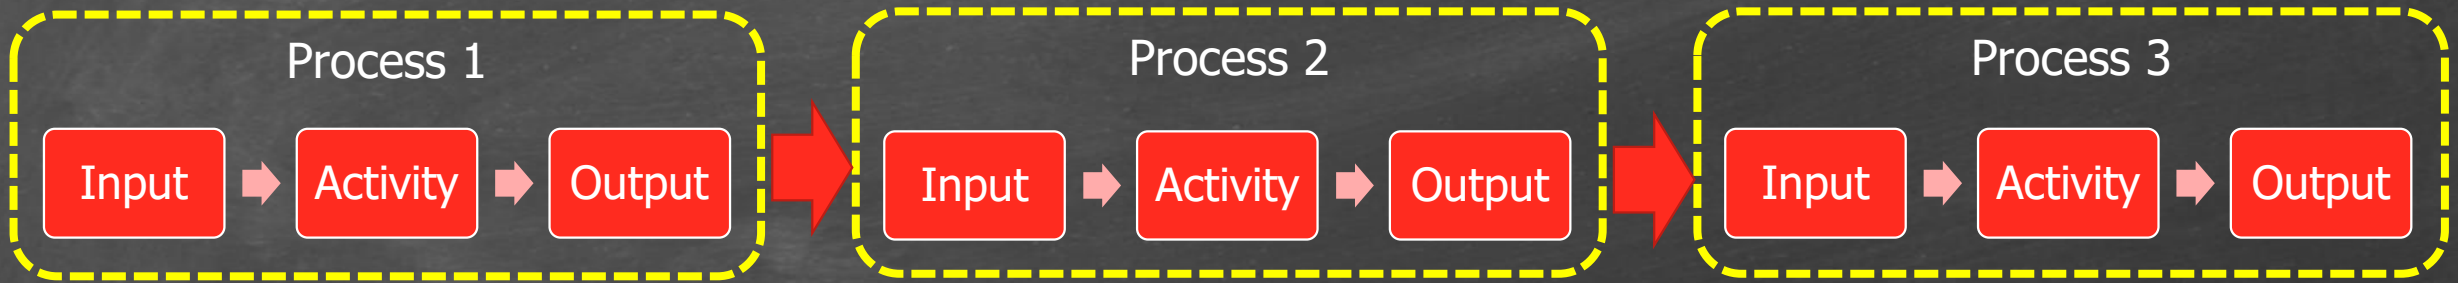 Process 1
Input
Activity
Output
Process 2
Input
Activity
Output
Process 3
Input
Activity
Output